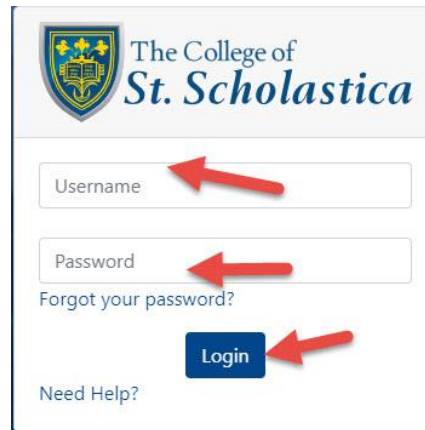 The College of
St. Scholastica
Username
Password
Forgot your password?
Login
Need Help?